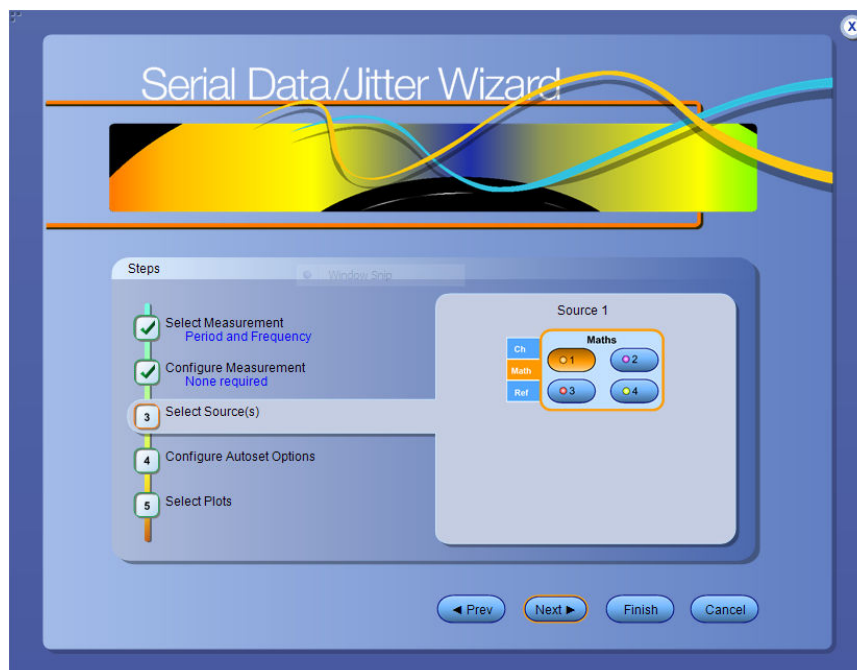 X
Serial Data/Jitter Wizard
Steps
Window Snip
Select Measurement
Period and Frequency
Configure Measurement
None required
3 Select Source(s)
4 Configure Autoset Options
5 Select Plots
Source 1
Maths
Ch
Math
Ref
1 2
3 4
◄ Prev Next ► Finish Cancel